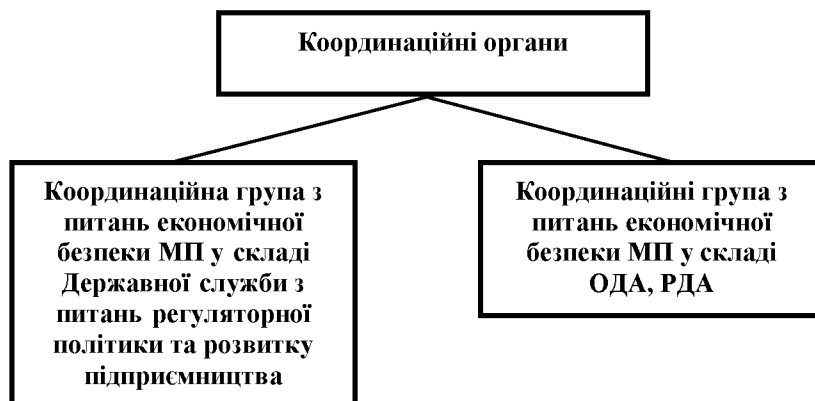 Координаційні органи
Координаційна група з
питань економічної
безпеки МП у складі
Державної служби з
питань регуляторної
політики та розвитку
підприємництва
Координаційні група з
питань економічної
безпеки МП у складі
ОДА, РДА